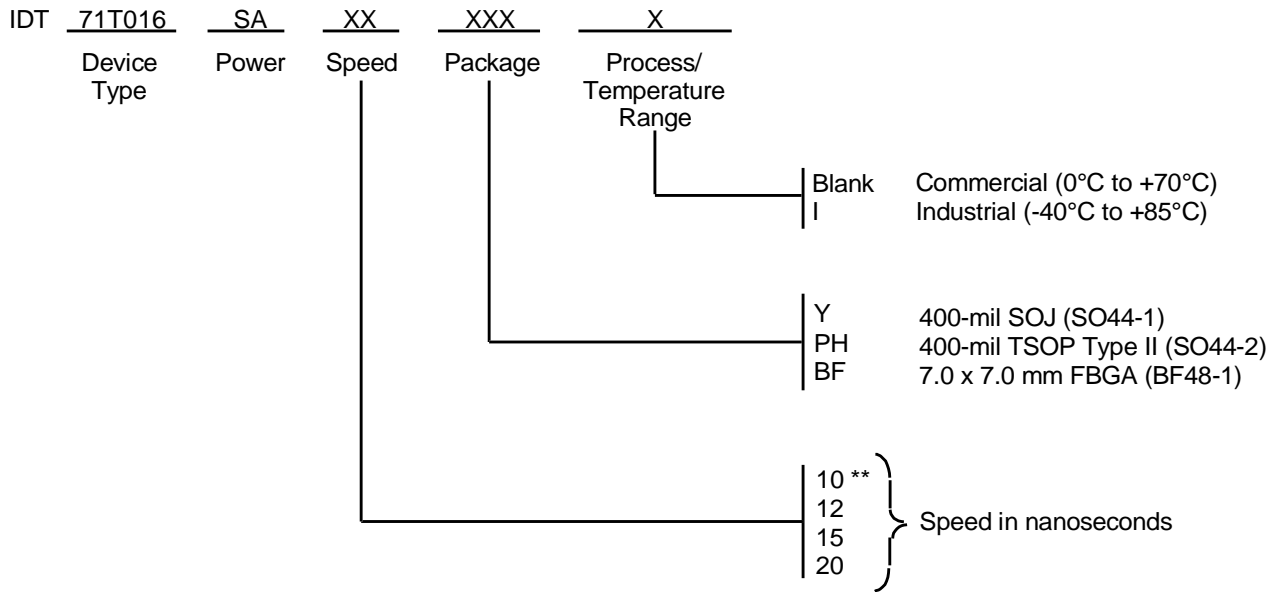 IDT 71T016 SA XX XXX X
Device Type Power Speed Package Process/ Temperature Range
Blank Commercial (0°C to +70°C)
I Industrial (-40°C to +85°C)
Y 400-mil SOJ (SO44-1)
PH 400-mil TSOP Type II (SO44-2)
BF 7.0 x 7.0 mm FBGA (BF48-1)
10 **
12
15
20
Speed in nanoseconds